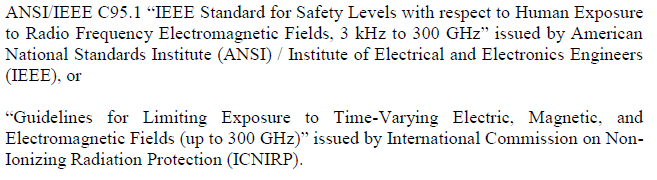 ANSI/IEEE C95.1 “IEEE Standard for Safety Levels with respect to Human Exposure
to Radio Frequency Electromagnetic Fields, 3 kHz to 300 GHz” issued by American
National Standards Institute (ANSI) / Institute of Electrical and Electronics Engineers
(IEEE), or
“Guidelines for Limiting Exposure to Time-Varying Electric, Magnetic, and
Electromagnetic Fields (up to 300 GHz)” issued by International Commission on Non-
Ionizing Radiation Protection (ICNIRP).